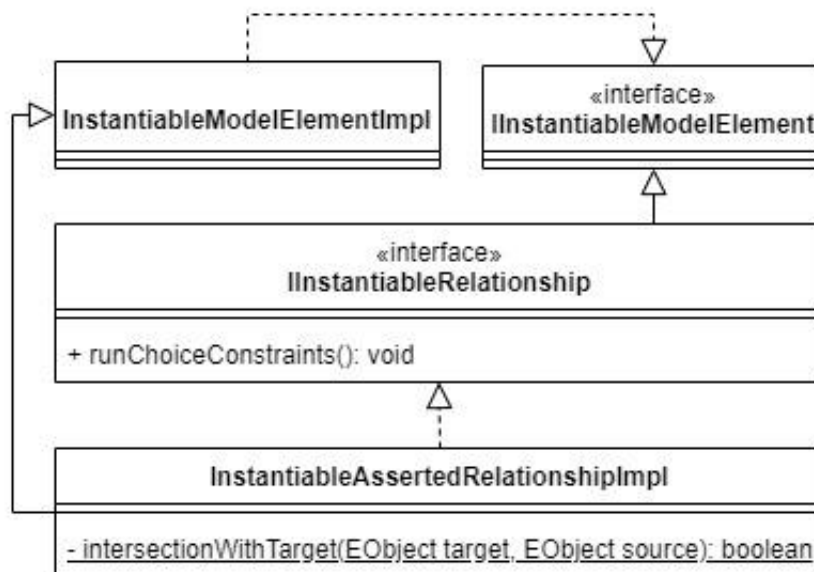 InstantiableModelElementImpl
«interface»
IInstantiableModelElement
«interface»
IInstantiableRelationship
+ runChoiceConstraints(): void
InstantiableAssertedRelationshipImpl
- intersectionWithTarget(EObject target, EObject source): boolean